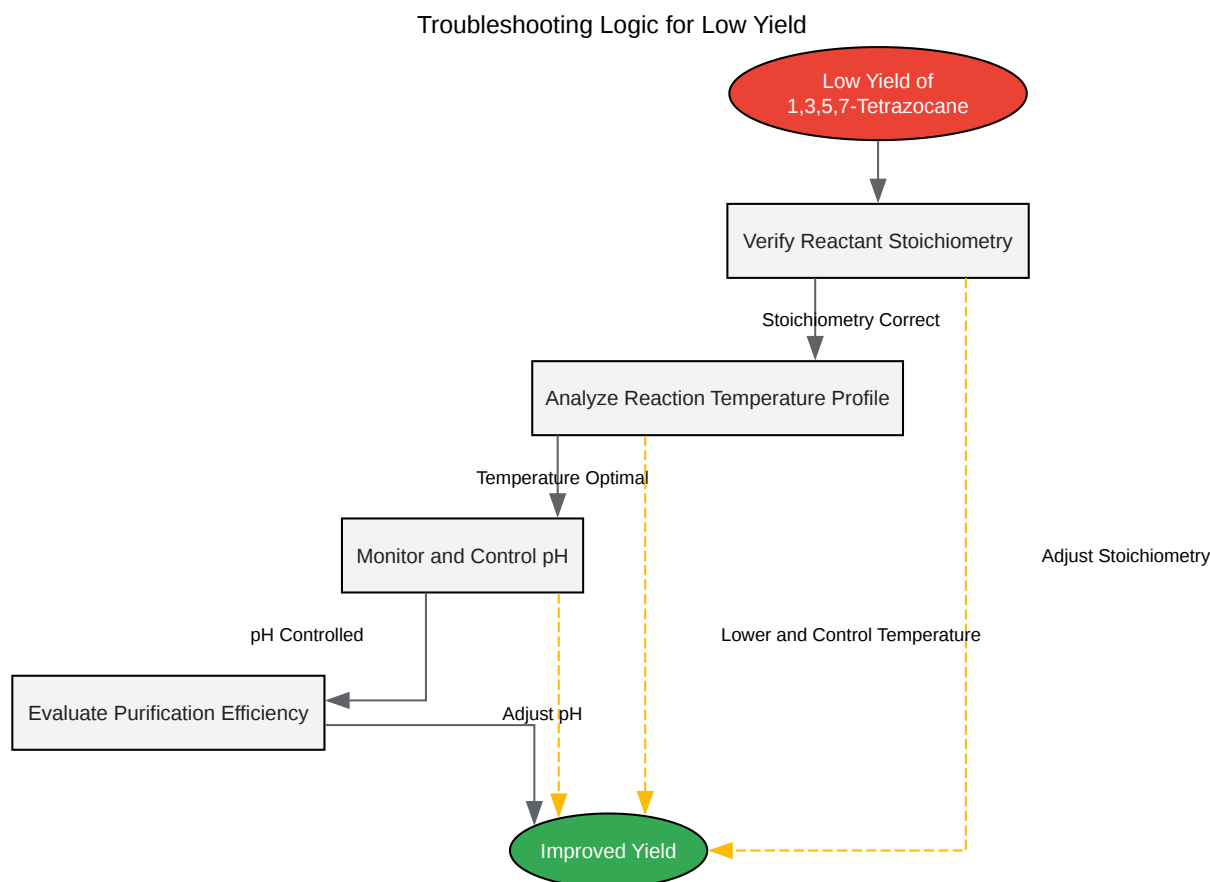 Troubleshooting Logic for Low Yield
Low Yield of
1,3,5,7-Tetrazocane
Verify Reactant Stoichiometry
Stoichiometry Correct
Analyze Reaction Temperature Profile
Temperature Optimal
Monitor and Control pH
Adjust Stoichiometry
pH Controlled
Lower and Control Temperature
Evaluate Purification Efficiency
Adjust pH
Improved Yield